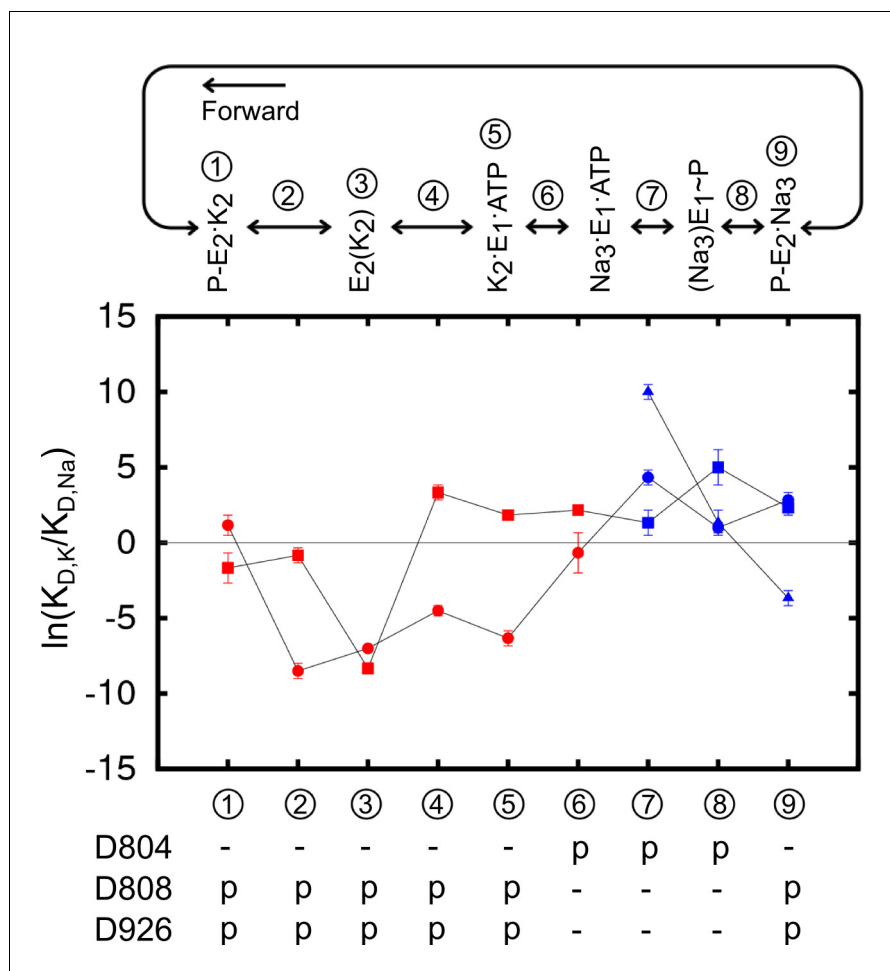 Forward
① ② ③ ④ ⑤ ⑥ ⑦ ⑧ ⑨
P-E₂·K₂
E₂(K₂)
K₂·E₁·ATP
Na₃·E₁·ATP
(Na₃)E₁~P
P-E₂·Na₃
ln(K_D,K/K_D,Na)
15
10
5
0
-5
-10
-15
① ② ③ ④ ⑤ ⑥ ⑦ ⑧ ⑨
D804 - - - - - p p p -
D808 p p p p p - - - p
D926 p p p p p - - - p